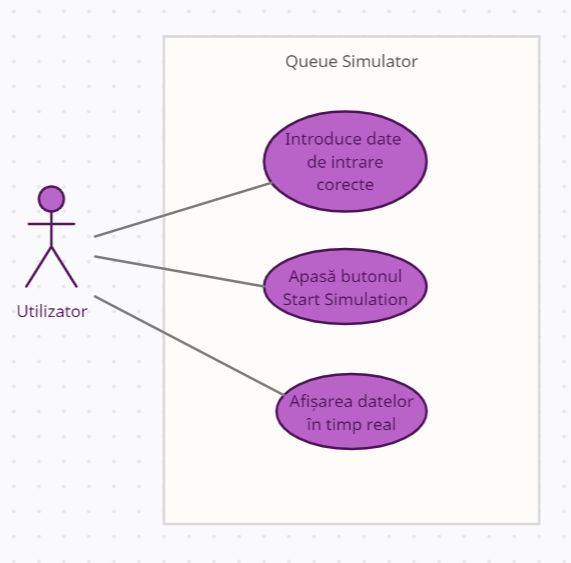 Queue Simulator
Introduce date
de intrare
corecte
Apasă butonul
Start Simulation
Utilizator
Afișarea datelor
în timp real